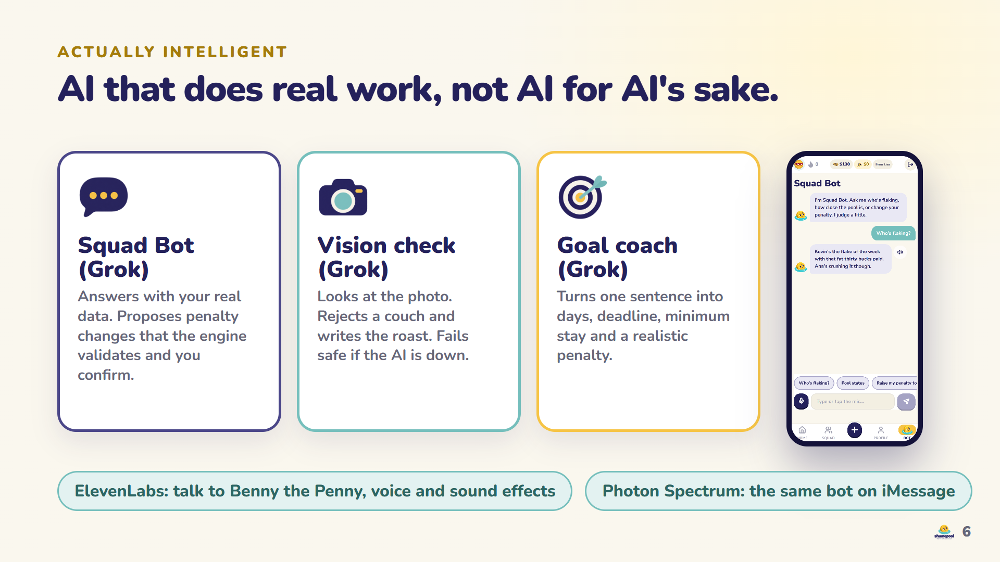 ACTUALLY INTELLIGENT
AI that does real work, not AI for AI's sake.
Squad Bot
(Grok)
Answers with your real
data. Proposes penalty
changes that the engine
validates and you
confirm.
Vision check
(Grok)
Looks at the photo.
Rejects a couch and
writes the roast. Fails
safe if the AI is down.
Goal coach
(Grok)
Turns one sentence into
days, deadline, minimum
stay and a realistic
penalty.
0
$130
$0
Free tier
Squad Bot
I'm Squad Bot. Ask me who's flaking,
how close the pool is, or change your
penalty. I judge a little.
Who's flaking?
Kevin's the flake of the week
with that fat thirty bucks paid.
Ana's crushing it though.
Who's flaking?
Pool status
Raise my penalty to
Type or tap the mic...
HOME
SQUAD
PROFILE
BOT
ElevenLabs: talk to Benny the Penny, voice and sound effects
Photon Spectrum: the same bot on iMessage
shamepool
6